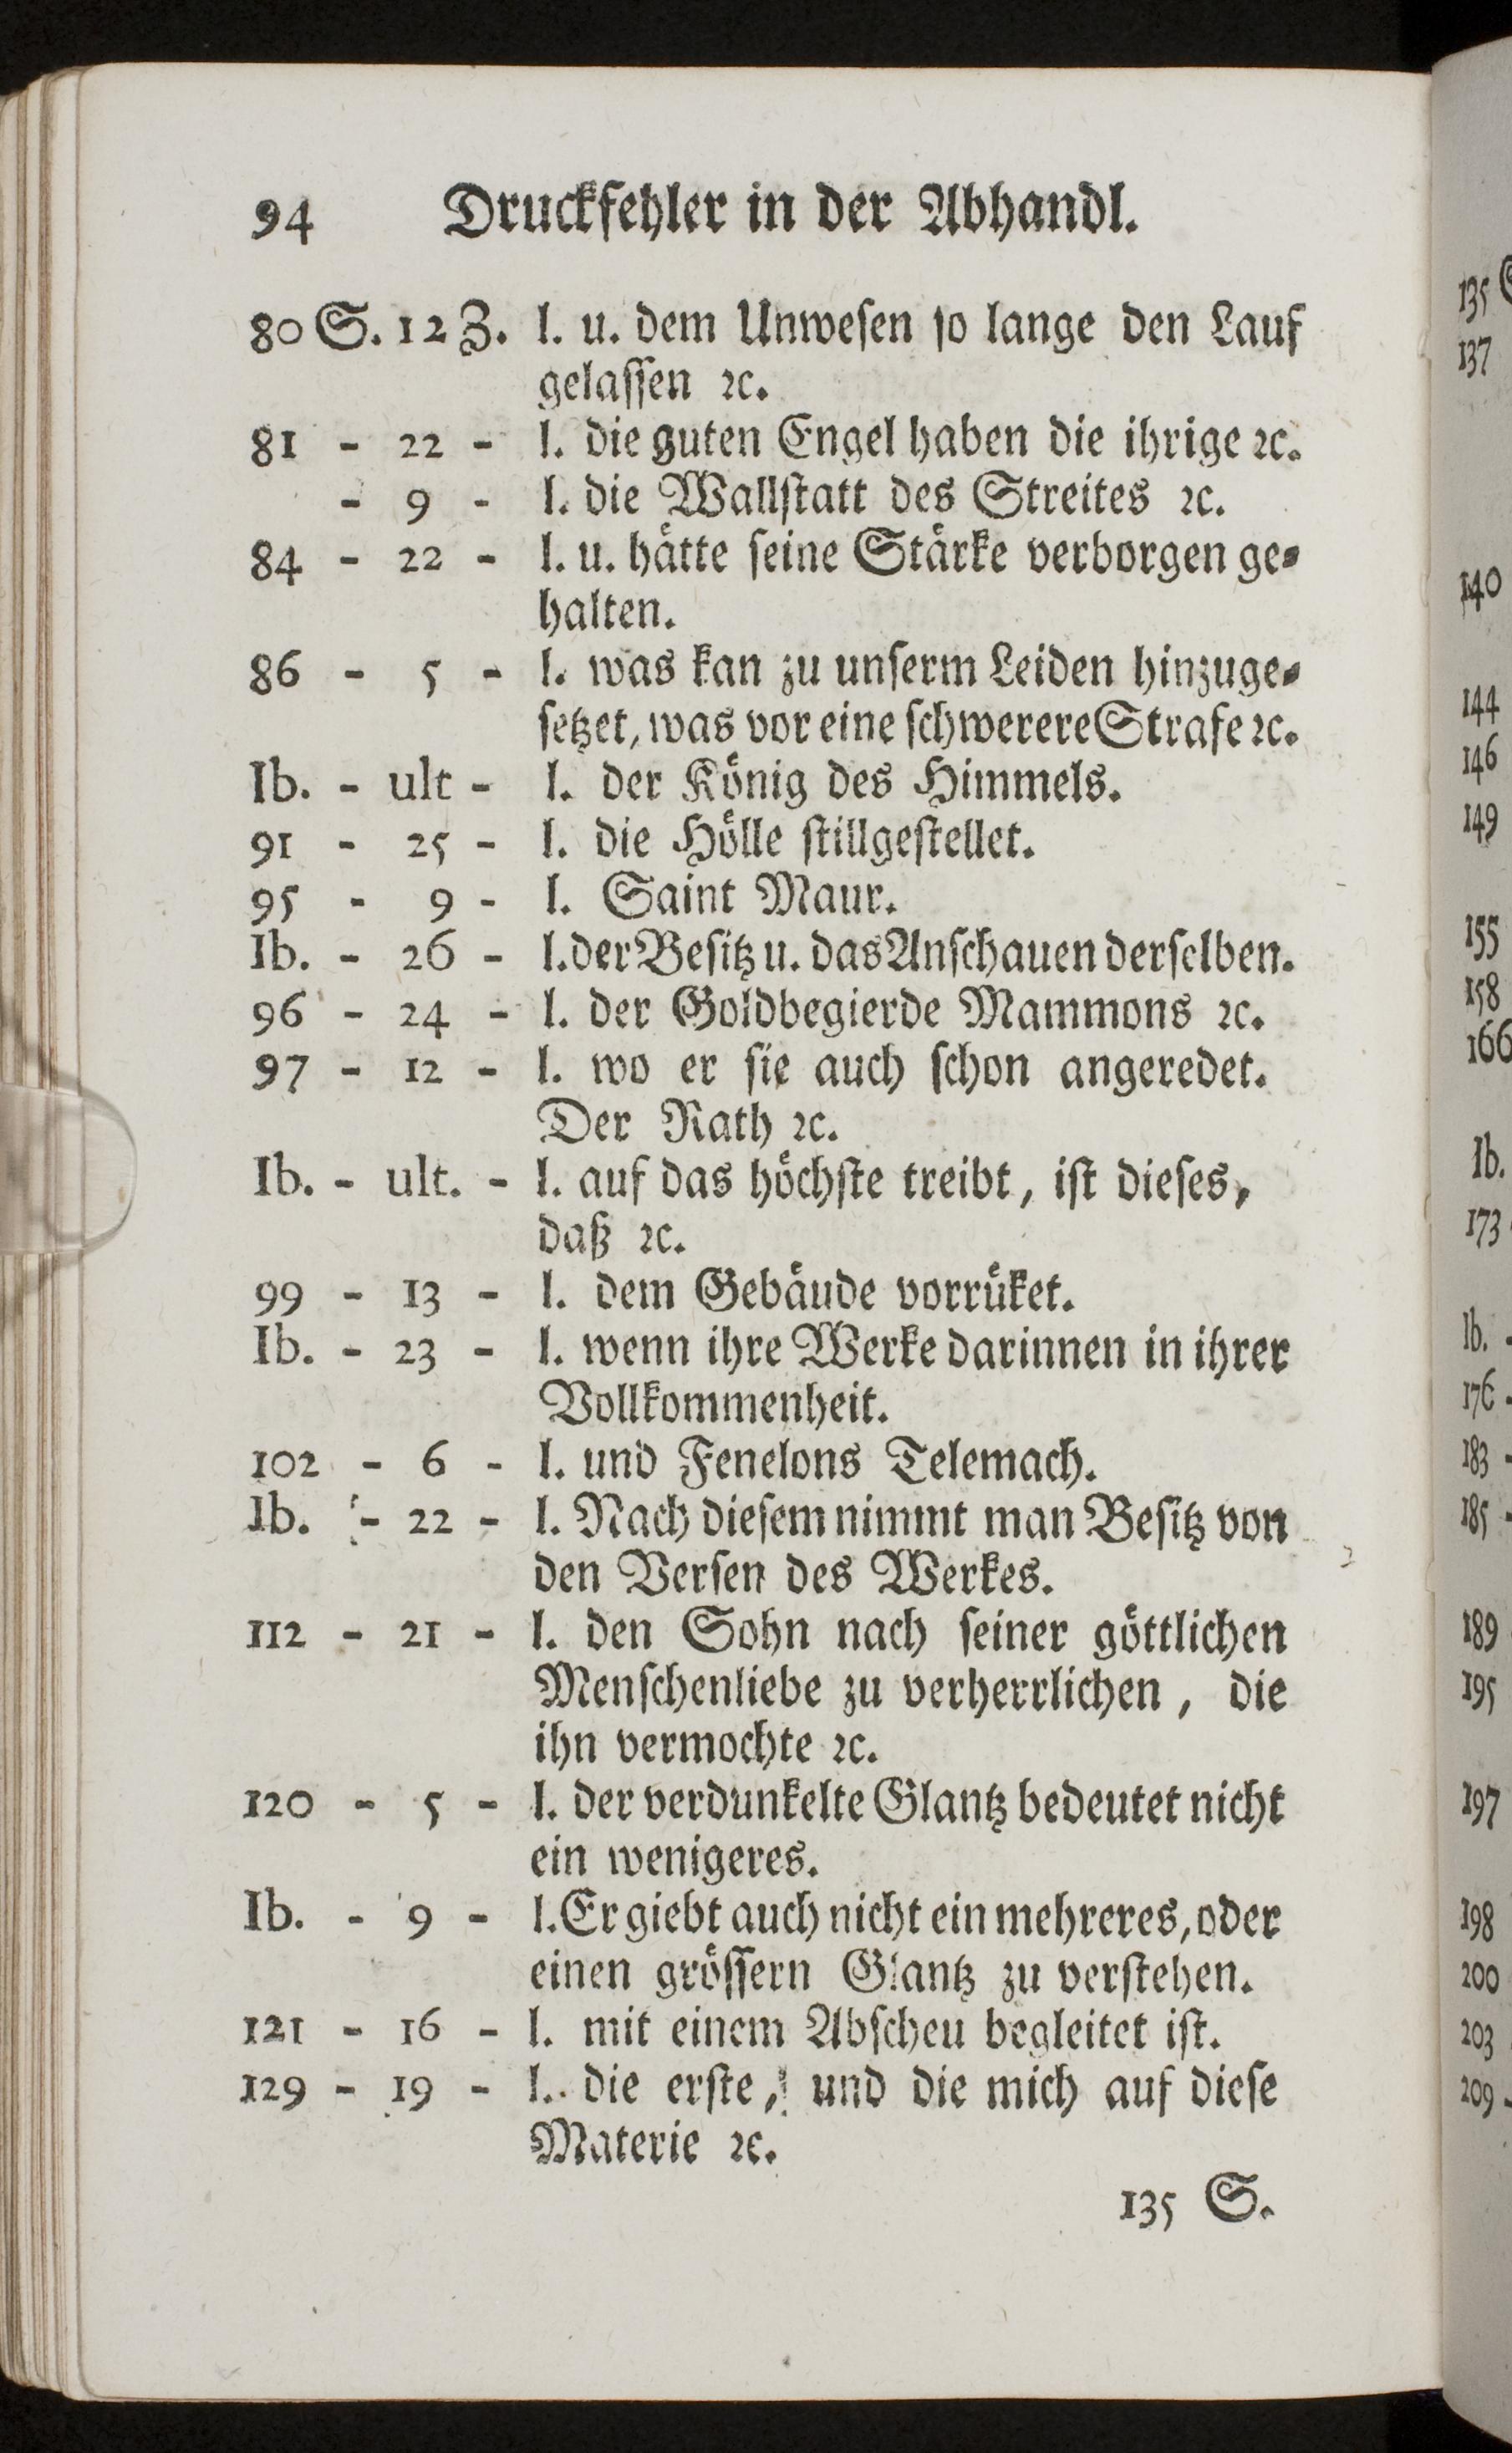 94 Druckfehler in der Abhandl.
80 S. 12 Z. l. u. dem Unweſen ſo lange den Lauf
gelaſſen ꝛc.
81 - 22 - l. die guten Engel haben die ihrige ꝛc.
- 9 - l. die Wallſtatt des Streites ꝛc.
84 - 22 - l. u. hätte ſeine Stärke verborgen ge⸗
halten.
86 - 5 - l. was kan zu unſerm Leiden hinzuge⸗
ſetzet, was vor eine ſchwerere Strafe ꝛc.
Ib. - ult - l. der König des Himmels.
91 - 25 - l. die Hölle ſtillgeſtellet.
95 - 9 - l. Saint Maur.
Ib. - 26 - l. der Beſitz u. das Anſchauen derſelben.
96 - 24 - l. der Goldbegierde Mammons ꝛc.
97 - 12 - l. wo er ſie auch ſchon angeredet.
Der Rath ꝛc.
Ib. - ult. - l. auf das höchſte treibt, iſt dieſes,
daß ꝛc.
99 - 13 - l. dem Gebäude vorrüket.
Ib. - 23 - l. wenn ihre Werke darinnen in ihrer
Vollkommenheit.
102 - 6 - l. und Fenelons Telemach.
Ib. - 22 - l. Nach dieſem nimmt man Beſitz von
den Verſen des Werkes.
112 - 21 - l. den Sohn nach ſeiner göttlichen
Menſchenliebe zu verherrlichen, die
ihn vermochte ꝛc.
120 - 5 - l. der verdunkelte Glantz bedeutet nicht
ein wenigeres.
Ib. - 9 - l. Er giebt auch nicht ein mehreres, oder
einen gröſſern Glantz zu verſtehen.
121 - 16 - l. mit einem Abſcheu begleitet iſt.
129 - 19 - l. die erſte, und die mich auf dieſe
Materie ꝛc.
135 S.
135
137
140
144
146
149
155
158
166
Ib.
173
Ib. -
176 -
183 -
185 -
189
195
197
198
200
203
209 -